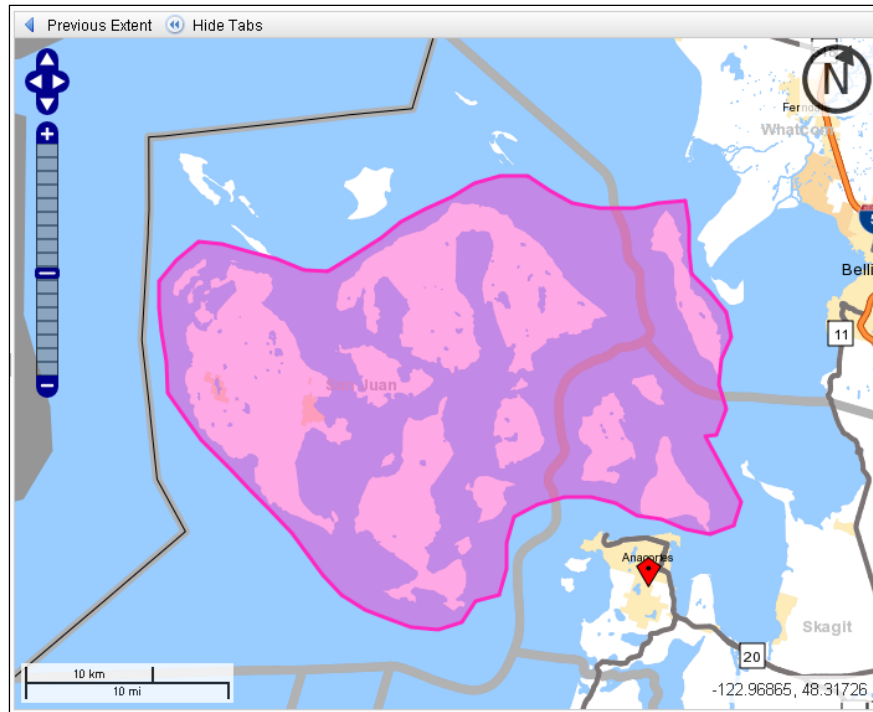 Previous Extent Hide Tabs
N
Whatcom
Belli
11
San Juan
Anacortes
Skagit
20
10 km
10 mi
-122.96865, 48.31726